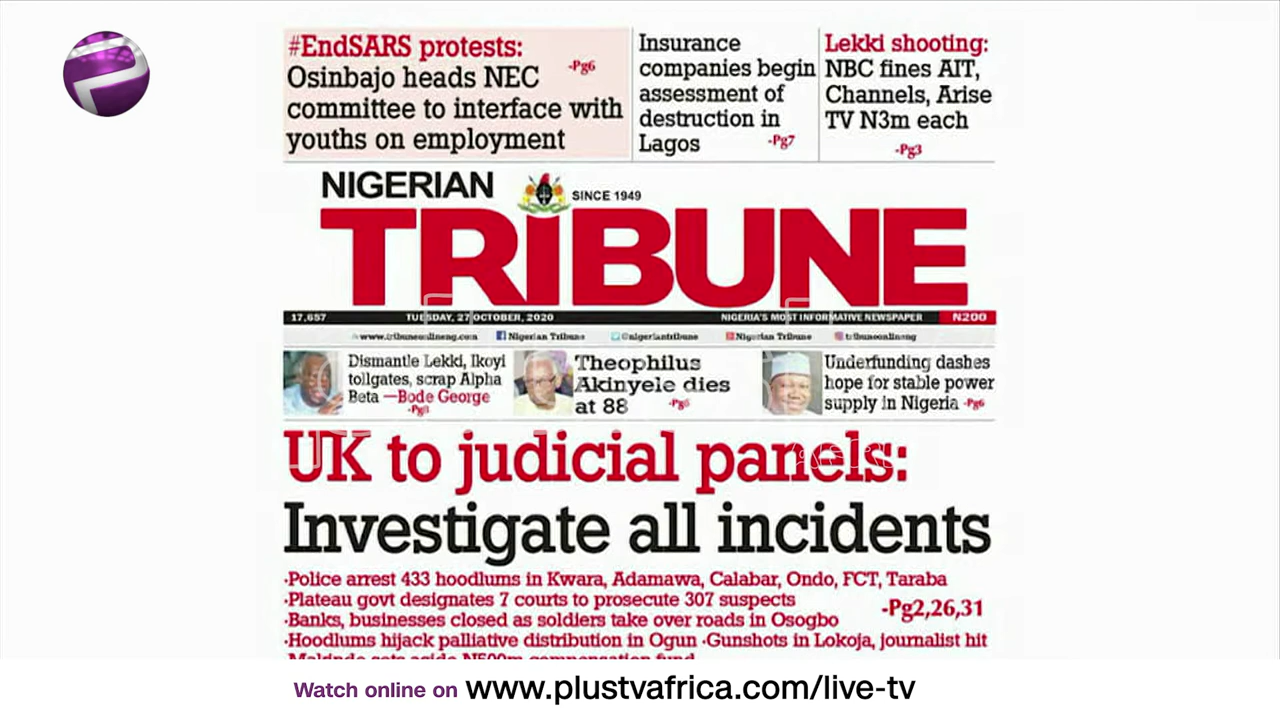 #EndSARS protests:
Osinbajo heads NEC -Pg6
committee to interface with
youths on employment
Insurance
companies begin
assessment of
destruction in
Lagos -Pg7
Lekki shooting:
NBC fines AIT,
Channels, Arise
TV N3m each
-Pg3
NIGERIAN
SINCE 1949
TRIBUNE
17,657 TUESDAY, 27 OCTOBER, 2020 NIGERIA'S MOST INFORMATIVE NEWSPAPER N200
www.tribuneonlineng.com Nigerian Tribune @nigeriantribune Nigerian Tribune tribuneonlineng
Dismantle Lekki, Ikoyi
tollgates, scrap Alpha
Beta —Bode George
Theophilus
Akinyele dies
at 88
Underfunding dashes
hope for stable power
supply in Nigeria -Pg6
UK to judicial panels:
Investigate all incidents
·Police arrest 433 hoodlums in Kwara, Adamawa, Calabar, Ondo, FCT, Taraba
·Plateau govt designates 7 courts to prosecute 307 suspects
-Pg2,26,31
·Banks, businesses closed as soldiers take over roads in Osogbo
·Hoodlums hijack palliative distribution in Ogun ·Gunshots in Lokoja, journalist hit
Watch online on www.plustvafrica.com/live-tv